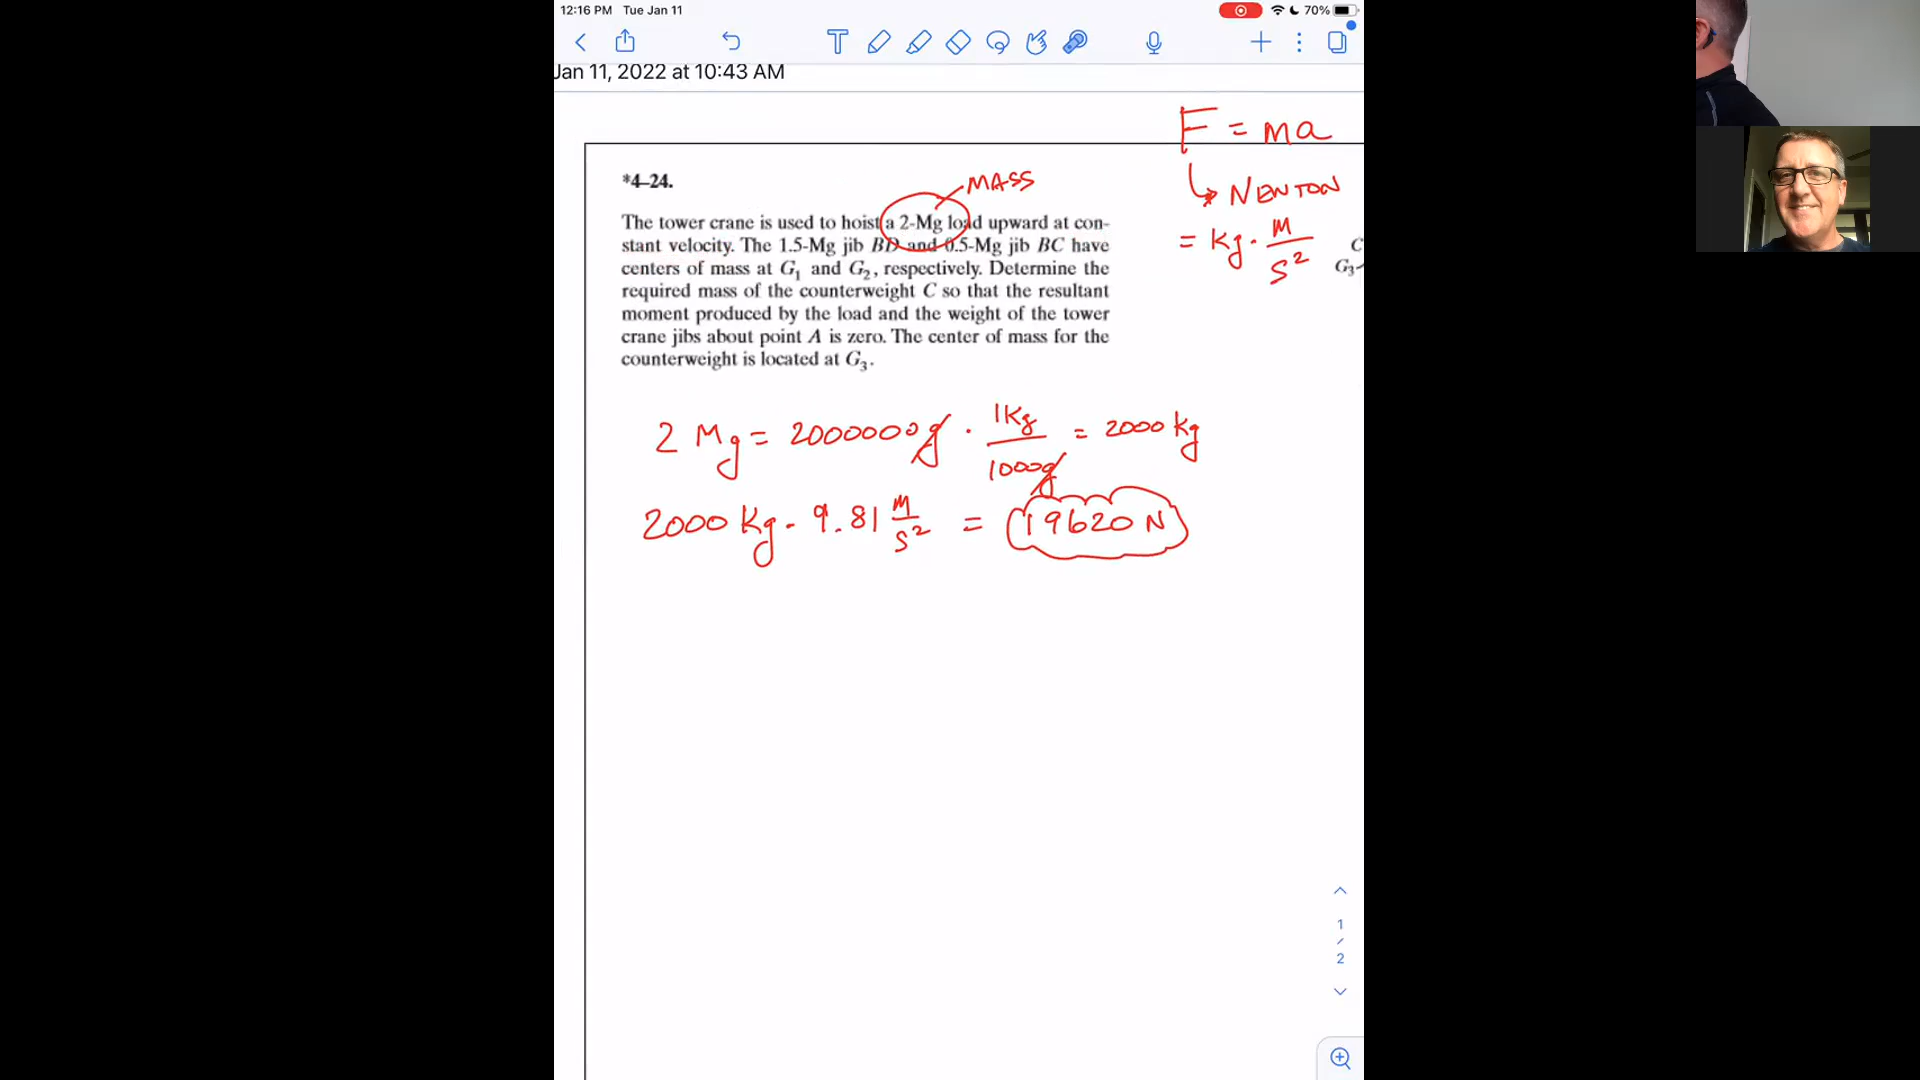 12:16 PM Tue Jan 11
70%
Jan 11, 2022 at 10:43 AM
F = ma
*4–24.
MASS
NEWTON
The tower crane is used to hoist a 2-Mg load upward at con-
stant velocity. The 1.5-Mg jib BD and 0.5-Mg jib BC have
centers of mass at G₁ and G₂, respectively. Determine the
required mass of the counterweight C so that the resultant
moment produced by the load and the weight of the tower
crane jibs about point A is zero. The center of mass for the
counterweight is located at G₃.
= Kg · M/S²
C
G₃
2 Mg = 2000000g · 1Kg/1000g = 2000 Kg
2000 Kg · 9.81 M/S² = 19620 N
1
/
2